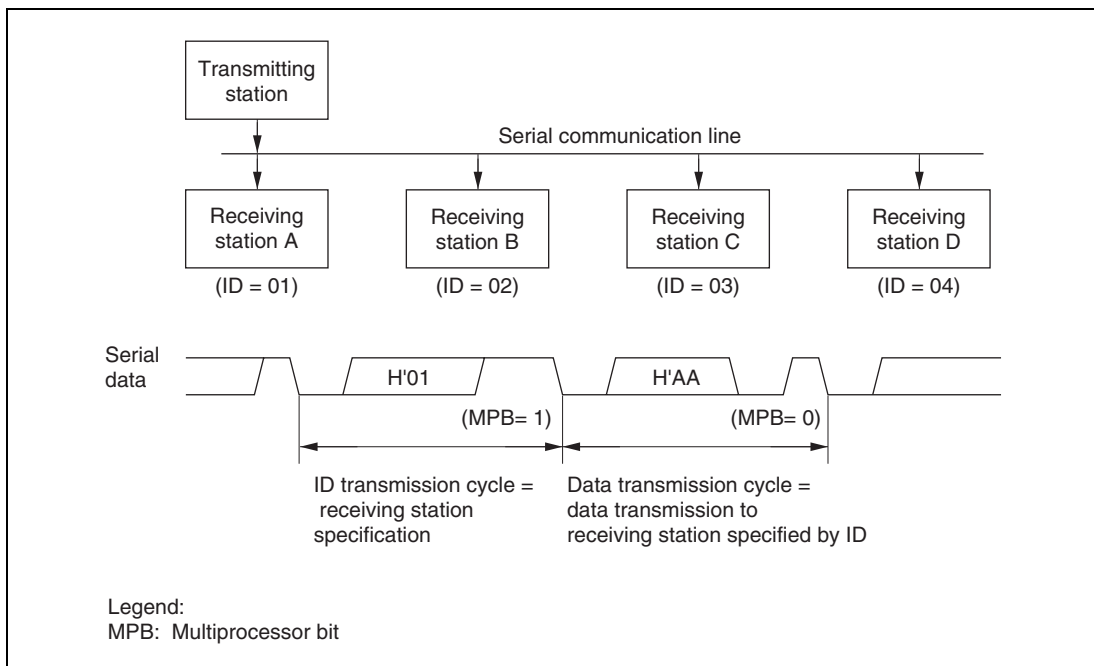 Transmitting
station
Serial communication line
Receiving
station A
Receiving
station B
Receiving
station C
Receiving
station D
(ID = 01)
(ID = 02)
(ID = 03)
(ID = 04)
Serial
data
H'01
H'AA
(MPB= 1)
(MPB= 0)
ID transmission cycle =
receiving station
specification
Data transmission cycle =
data transmission to
receiving station specified by ID
Legend:
MPB: Multiprocessor bit